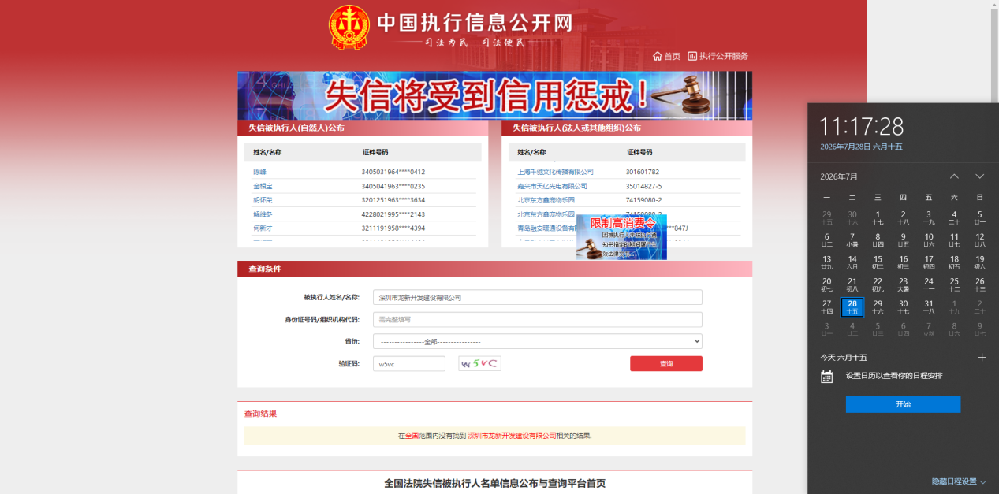 中国执行信息公开网
司法为民 司法便民
首页 执行公开服务
失信将受到信用惩戒!
失信被执行人(自然人)公布
姓名/名称 证件号码
陈峰 3405031964****0412
金根宝 3405041963****0235
胡怀荣 3201251963****3634
解维冬 4228021995****2143
何新才 3211191958****4394
失信被执行人(法人或其他组织)公布
姓名/名称 证件号码
上海千驰文化传播有限公司 301601782
嘉兴市天亿光电有限公司 35014827-5
北京东方鑫宠物乐园 74159080-2
北京东方鑫宠物乐园 74159080-2
青岛融安暖通设备有 ***847J
限制高消费令
查询条件
被执行人姓名/名称: 深圳市龙新开发建设有限公司
身份证号码/组织机构代码: 需完整填写
省份: ----------------全部----------------
验证码: w5vc w5vc 查询
查询结果
在全国范围内没有找到 深圳市龙新开发建设有限公司相关的结果.
全国法院失信被执行人名单信息公布与查询平台首页
11:17:28
2026年7月28日 六月十五
2026年7月
一 二 三 四 五 六 日
29 30 1 2 3 4 5
十五 十六 十七 十八 十九 二十 廿一
6 7 8 9 10 11 12
廿二 小暑 廿四 廿五 廿六 廿七 廿八
13 14 15 16 17 18 19
廿九 六月 初二 初三 初四 初五 初六
20 21 22 23 24 25 26
初七 初八 初九 大暑 十一 十二 十三
27 28 29 30 31 1 2
十四 十五 十六 十七 十八 十九 二十
3 4 5 6 7 8 9
廿一 廿二 廿三 廿四 立秋 廿六 廿七
今天 六月十五
设置日历以查看你的日程安排
开始
隐藏日程设置